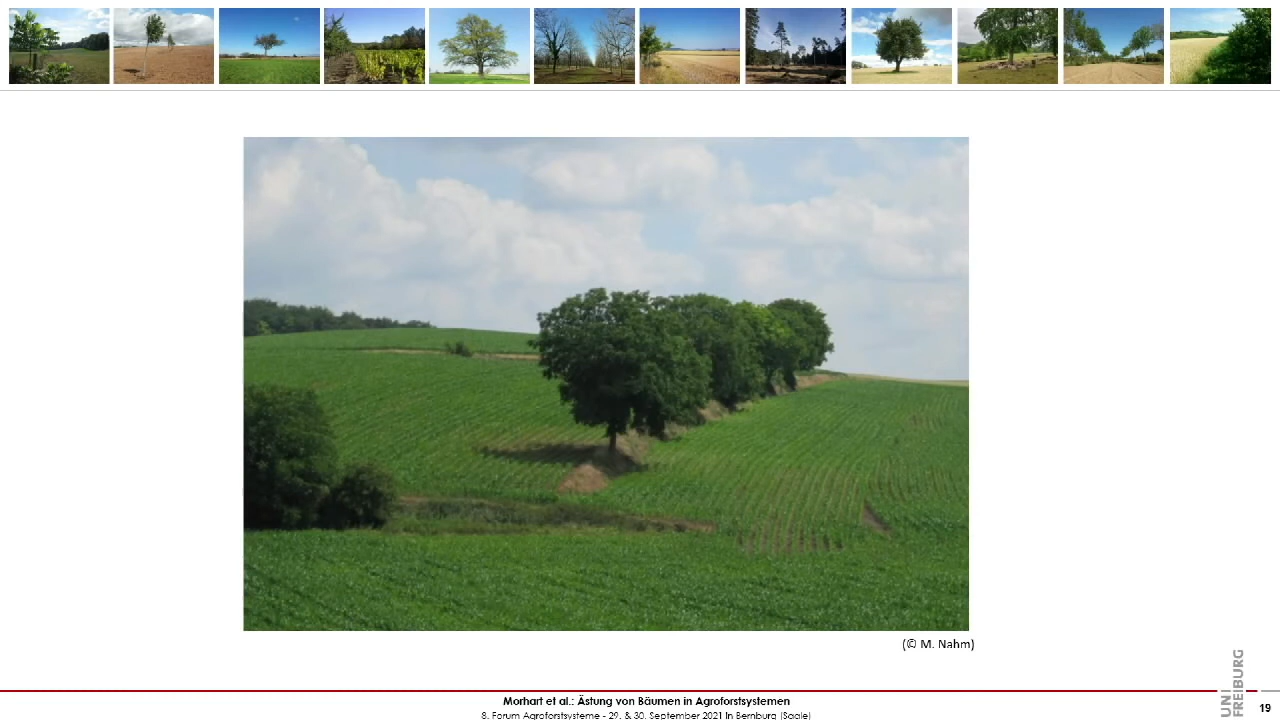 (© M. Nahm)
Morhart et al.: Ästung von Bäumen in Agroforstsystemen
8. Forum Agroforstsysteme - 29. & 30. September 2021 in Bernburg (Saale)
UNI
FREIBURG
19